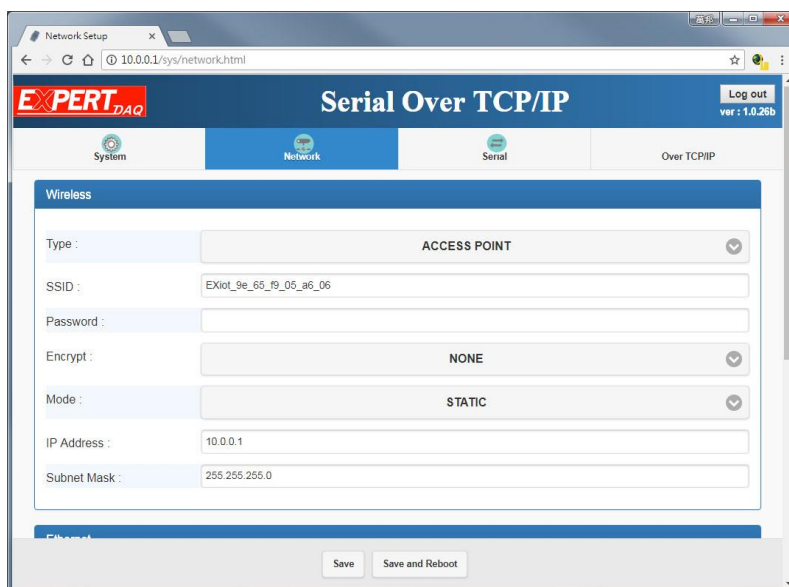 Network Setup
10.0.0.1/sys/network.html
EXPERT DAQ
Serial Over TCP/IP
Log out
ver : 1.0.26b
System
Network
Serial
Over TCP/IP
Wireless
Type :
ACCESS POINT
SSID :
EXiot_9e_65_f9_05_a6_06
Password :
Encrypt :
NONE
Mode :
STATIC
IP Address :
10.0.0.1
Subnet Mask :
255.255.255.0
Ethernet
Save
Save and Reboot